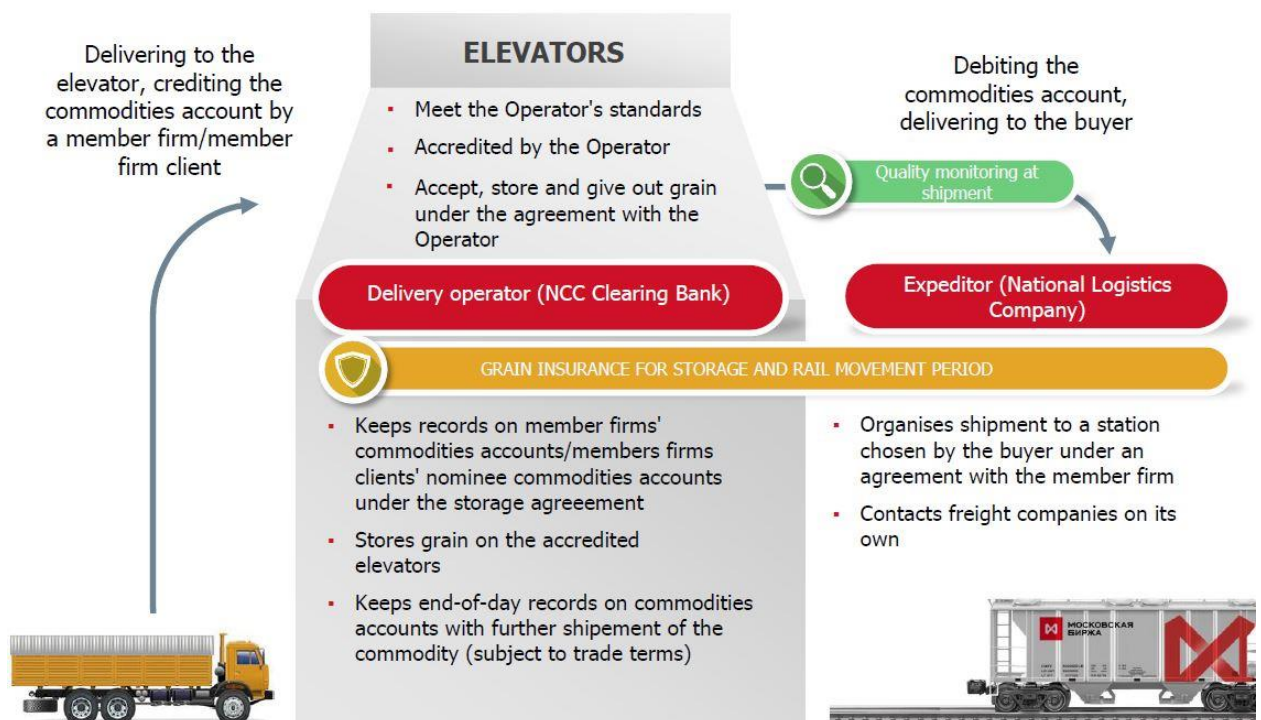 Delivering to the
elevator, crediting the
commodities account by
a member firm/member
firm client
ELEVATORS
▪ Meet the Operator's standards
▪ Accredited by the Operator
▪ Accept, store and give out grain
under the agreement with the
Operator
Debiting the
commodities account,
delivering to the buyer
Quality monitoring at
shipment
Delivery operator (NCC Clearing Bank)
Expeditor (National Logistics
Company)
GRAIN INSURANCE FOR STORAGE AND RAIL MOVEMENT PERIOD
▪ Keeps records on member firms'
commodities accounts/members firms
clients' nominee commodities accounts
under the storage agreeement
▪ Stores grain on the accredited
elevators
▪ Keeps end-of-day records on commodities
accounts with further shipement of the
commodity (subject to trade terms)
▪ Organises shipment to a station
chosen by the buyer under an
agreement with the member firm
▪ Contacts freight companies on its
own
МОСКОВСКАЯ
БИРЖА